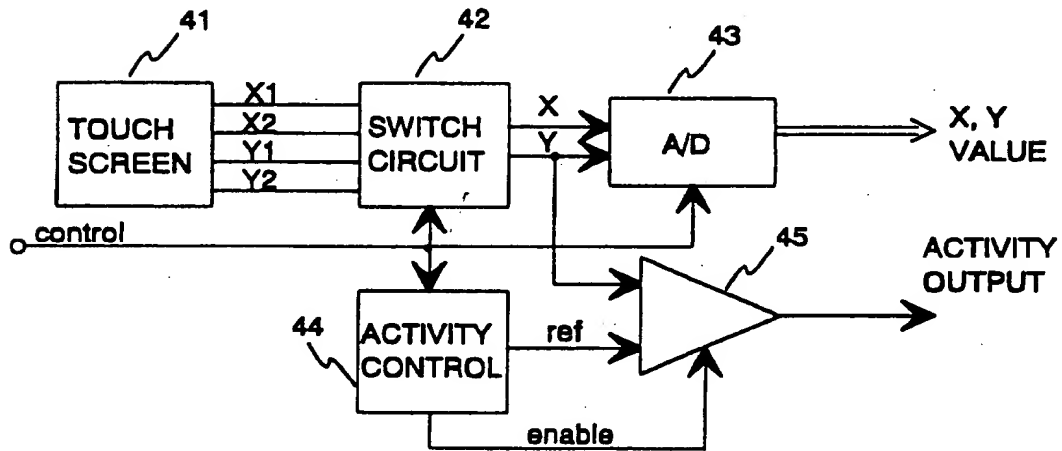 41
42
43
TOUCH
SCREEN
X1
X2
Y1
Y2
SWITCH
CIRCUIT
X
Y
A/D
X, Y
VALUE
control
45
ACTIVITY
OUTPUT
44
ACTIVITY
CONTROL
ref
enable